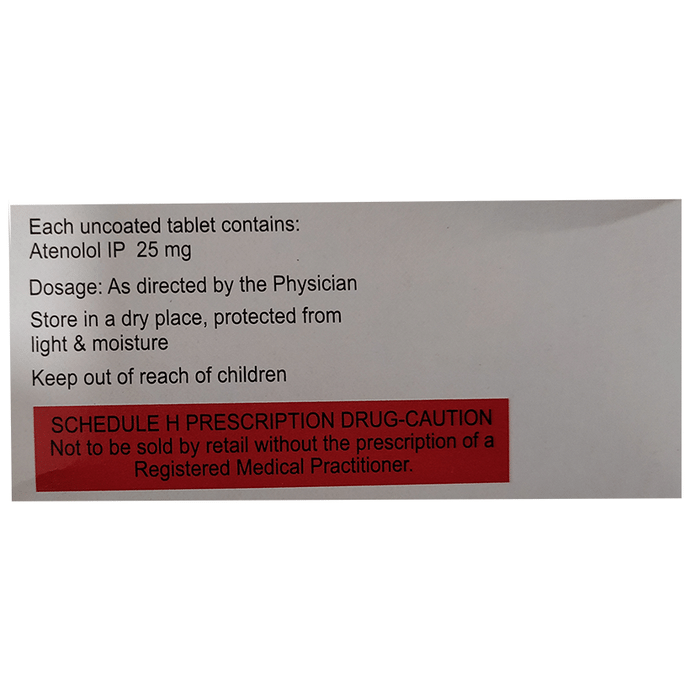 Each uncoated tablet contains:
Atenolol IP 25 mg
Dosage: As directed by the Physician
Store in a dry place, protected from
light & moisture
Keep out of reach of children
SCHEDULE H PRESCRIPTION DRUG-CAUTION
Not to be sold by retail without the prescription of a
Registered Medical Practitioner.